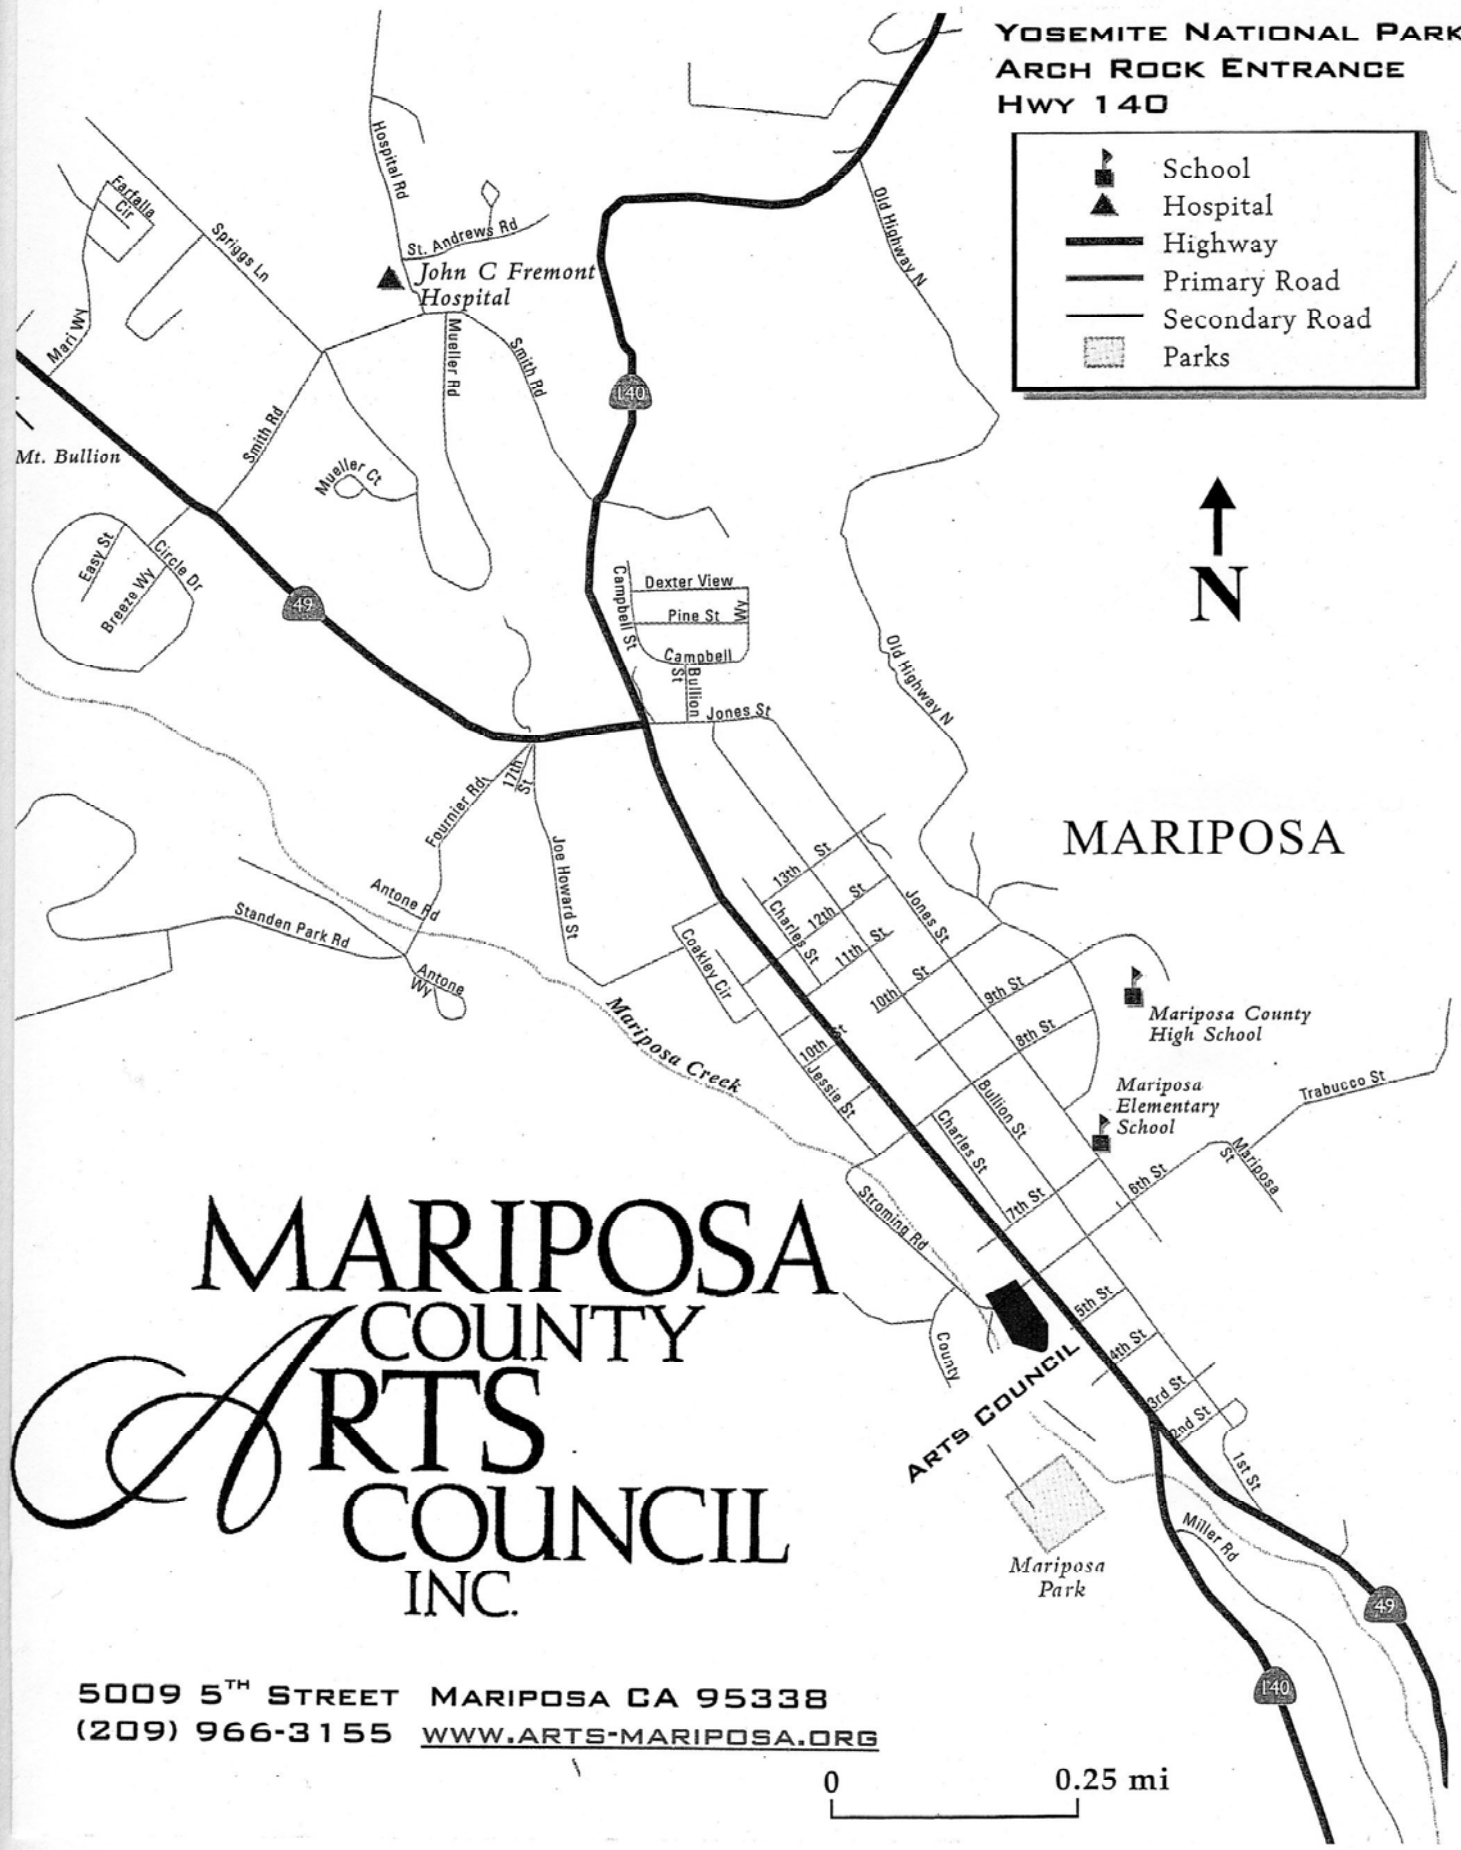 YOSEMITE NATIONAL PARK
ARCH ROCK ENTRANCE
HWY 140
School
Hospital
Highway
Primary Road
Secondary Road
Parks
N
MARIPOSA
Hospital Rd
Farfalla
Cir
Spriggs Ln
St. Andrews Rd
John C Fremont
Hospital
Old Highway N
Mari Wy
Mueller Rd
Smith Rd
140
Smith Rd
Mt. Bullion
Mueller Ct
Easy St
Circle Dr
Breeze Wy
49
Campbell St
Dexter View
Wy
Pine St
Campbell
St
Bullion
Jones St
Old Highway N
17th
St
Fournier Rd
Joe Howard St
Antone Rd
Standen Park Rd
Antone
Wy
13th St
12th St
Charles St
11th St
Jones St
10th St
9th St
8th St
Coakley Cir
Mariposa Creek
10th St
Jessie St
Mariposa County
High School
Mariposa
Elementary
School
Bullion St
Charles St
Trabucco St
Mariposa
St
6th St
7th St
Stroming Rd
5th St
4th St
County
ARTS COUNCIL
3rd St
2nd St
1st St
Miller Rd
Mariposa
Park
49
140
MARIPOSA
COUNTY
ARTS
COUNCIL
INC.
5009 5TH STREET MARIPOSA CA 95338
(209) 966-3155 WWW.ARTS-MARIPOSA.ORG
0 0.25 mi